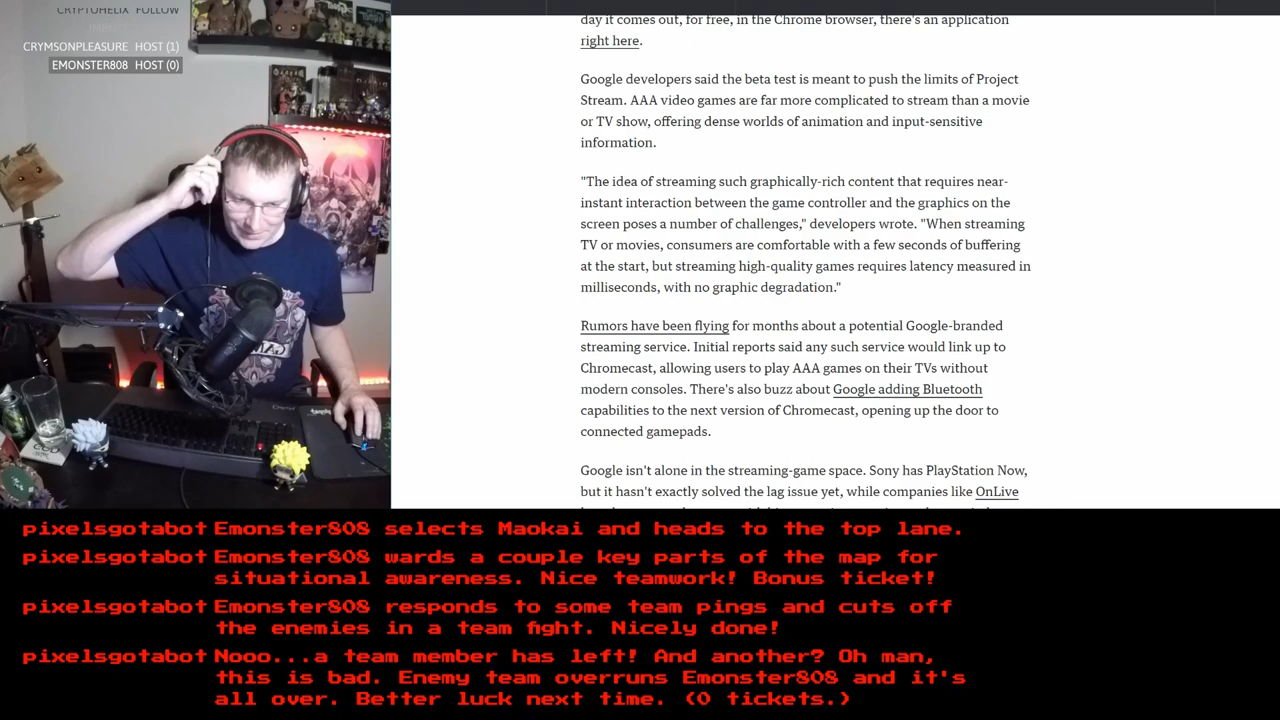 CRYPTOHELIX FOLLOW
CRYMSONPLEASURE HOST (1)
EMONSTER808 HOST (0)
day it comes out, for free, in the Chrome browser, there's an application
right here.
Google developers said the beta test is meant to push the limits of Project
Stream. AAA video games are far more complicated to stream than a movie
or TV show, offering dense worlds of animation and input-sensitive
information.
"The idea of streaming such graphically-rich content that requires near-
instant interaction between the game controller and the graphics on the
screen poses a number of challenges," developers wrote. "When streaming
TV or movies, consumers are comfortable with a few seconds of buffering
at the start, but streaming high-quality games requires latency measured in
milliseconds, with no graphic degradation."
Rumors have been flying for months about a potential Google-branded
streaming service. Initial reports said any such service would link up to
Chromecast, allowing users to play AAA games on their TVs without
modern consoles. There's also buzz about Google adding Bluetooth
capabilities to the next version of Chromecast, opening up the door to
connected gamepads.
Google isn't alone in the streaming-game space. Sony has PlayStation Now,
but it hasn't exactly solved the lag issue yet, while companies like OnLive
pixelsgotabot Emonster808 selects Maokai and heads to the top lane.
pixelsgotabot Emonster808 wards a couple key parts of the map for
situational awareness. Nice teamwork! Bonus ticket!
pixelsgotabot Emonster808 responds to some team pings and cuts off
the enemies in a team fight. Nicely done!
pixelsgotabot Nooo...a team member has left! And another? Oh man,
this is bad. Enemy team overruns Emonster808 and it's
all over. Better luck next time. (0 tickets.)